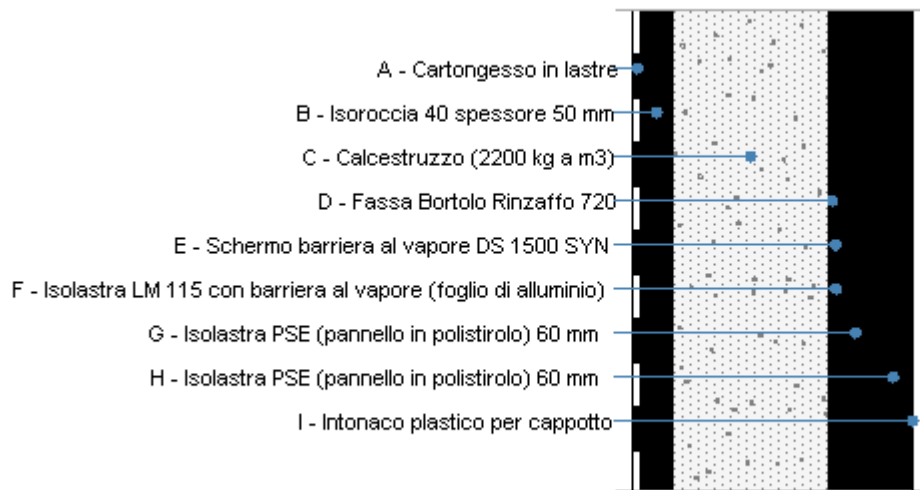 A - Cartongesso in lastre
B - Isoroccia 40 spessore 50 mm
C - Calcestruzzo (2200 kg a m3)
D - Fassa Bortolo Rinzaffo 720
E - Schermo barriera al vapore DS 1500 SYN
F - Isolastra LM 115 con barriera al vapore (foglio di alluminio)
G - Isolastra PSE (pannello in polistirolo) 60 mm
H - Isolastra PSE (pannello in polistirolo) 60 mm
I - Intonaco plastico per cappotto